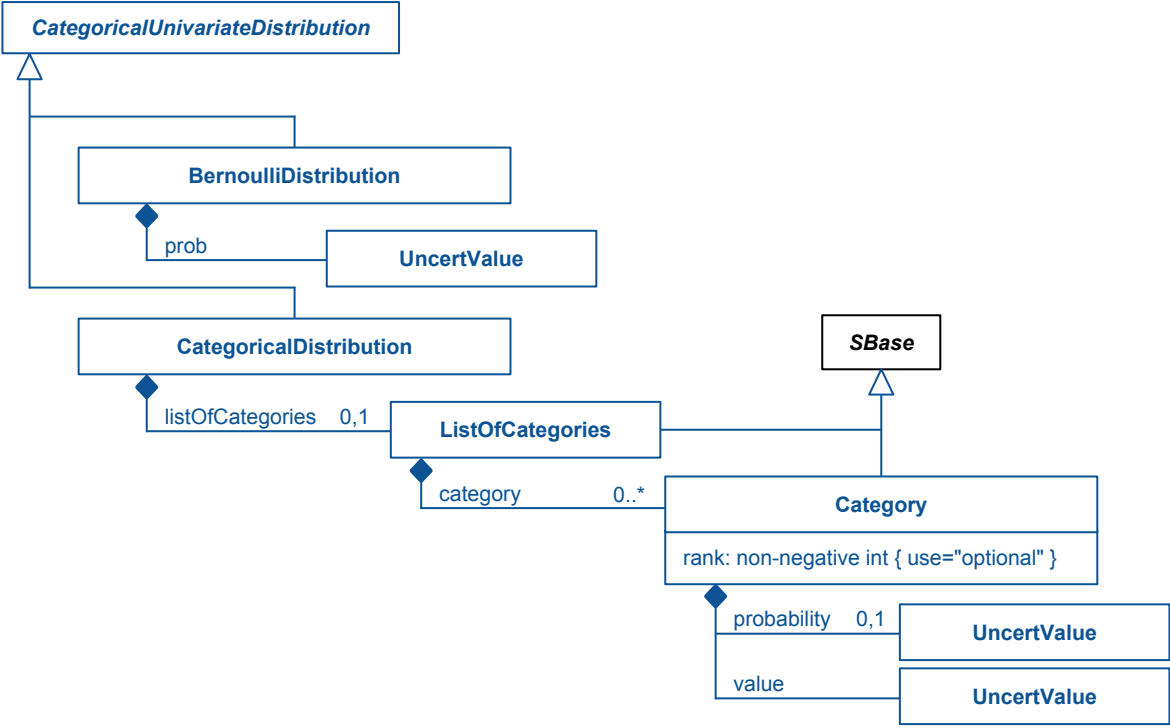 CategoricalUnivariateDistribution
BernoulliDistribution
prob
UncertValue
CategoricalDistribution
SBase
listOfCategories 0,1
ListOfCategories
category 0..*
Category
rank: non-negative int { use="optional" }
probability 0,1
UncertValue
value
UncertValue